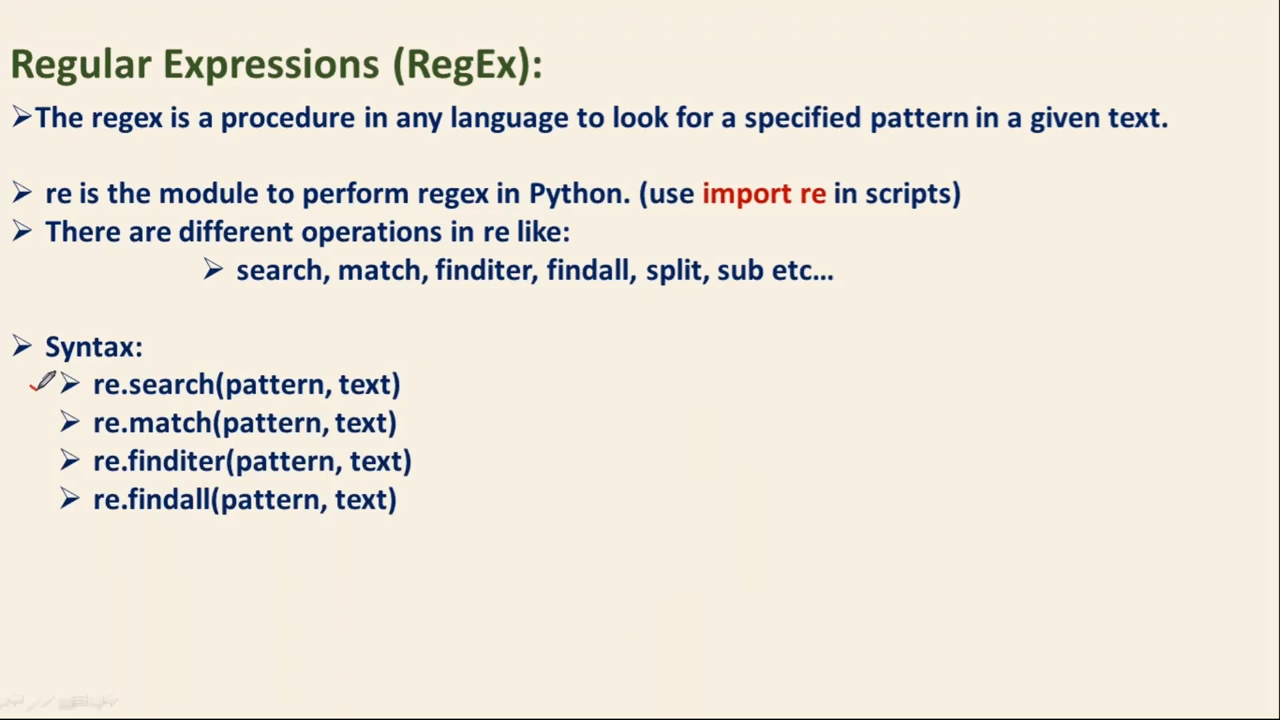 Regular Expressions (RegEx):
➢The regex is a procedure in any language to look for a specified pattern in a given text.
➢ re is the module to perform regex in Python. (use import re in scripts)
➢ There are different operations in re like:
➢ search, match, finditer, findall, split, sub etc...
➢ Syntax:
➢ re.search(pattern, text)
➢ re.match(pattern, text)
➢ re.finditer(pattern, text)
➢ re.findall(pattern, text)